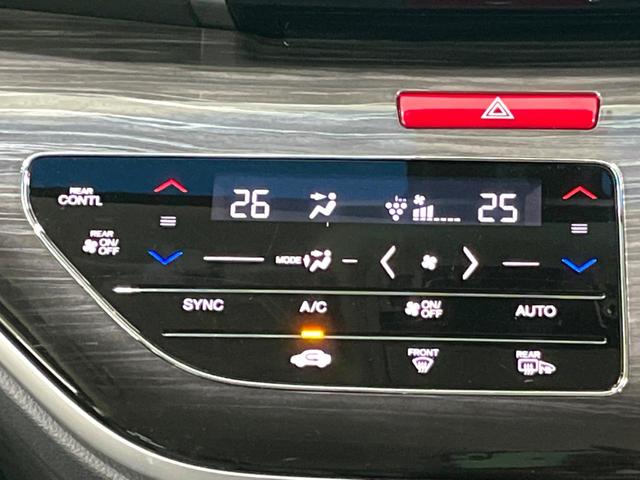 REAR
CONTL
26
25
REAR
ON/
OFF
MODE
SYNC
A/C
ON/
OFF
AUTO
FRONT
REAR